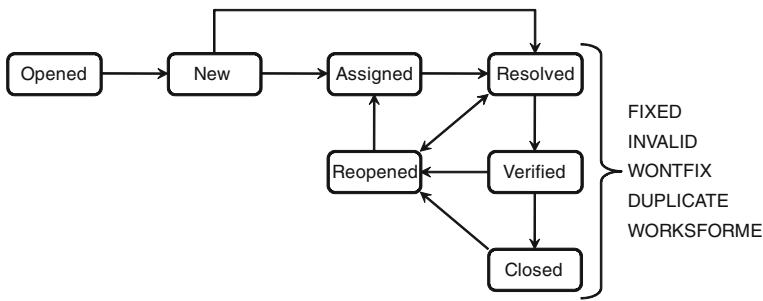 Opened
New
Assigned
Resolved
Reopened
Verified
Closed
FIXED
INVALID
WONTFIX
DUPLICATE
WORKSFORME